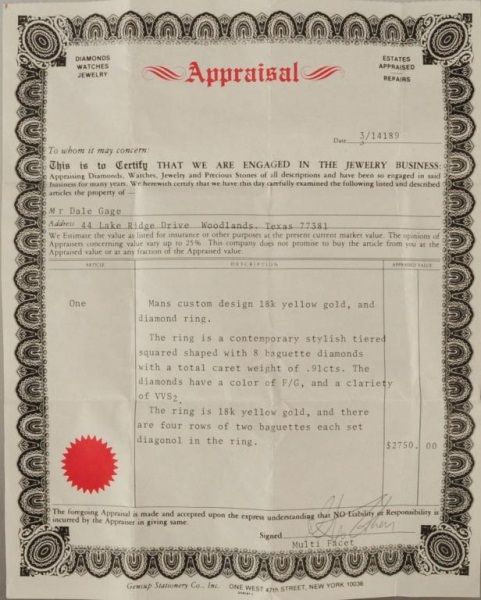 DIAMONDS
WATCHES
JEWELRY
Appraisal
ESTATES
APPRAISED
REPAIRS
Date 3/14189
To whom it may concern:
This is to Certify THAT WE ARE ENGAGED IN THE JEWELRY BUSINESS:
Appraising Diamonds, Watches, Jewelry and Precious Stones of all descriptions and have been so engaged in said
business for many years. We herewith certify that we have this day carefully examined the following listed and described
articles the property of —
Mr Dale Gage
Address 44 Lake Ridge Drive Woodlands. Texas 77381
We Estimate the value as listed for insurance or other purposes at the present current market value. The opinions of
Appraisers concerning value vary up to 25%. This company does not promise to buy the article from you at the
Appraised value or at any fraction of the Appraised value.
ARTICLE DESCRIPTION APPRAISED VALUE
One Mans custom design 18k yellow gold, and
diamond ring.
The ring is a contemporary stylish tiered
squared shaped with 8 baguette diamonds
with a total caret weight of .91cts. The
diamonds have a color of F/G, and a clariety
of VVS2.
The ring is 18k yellow gold, and there
are four rows of two baguettes each set
diagonol in the ring.
$2750. 00
The foregoing Appraisal is made and accepted upon the express understanding that NO Liability or Responsibility is
incurred by the Appraiser in giving same.
Signed
Multi Facet
Gemsup Stationery Co., Inc. ONE WEST 47th STREET, NEW YORK 10036